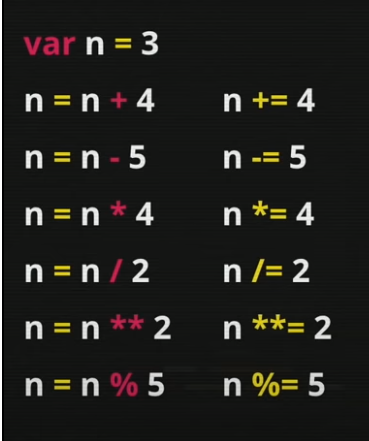 var n = 3
n = n + 4 n += 4
n = n - 5 n -= 5
n = n * 4 n *= 4
n = n / 2 n /= 2
n = n ** 2 n **= 2
n = n % 5 n %= 5